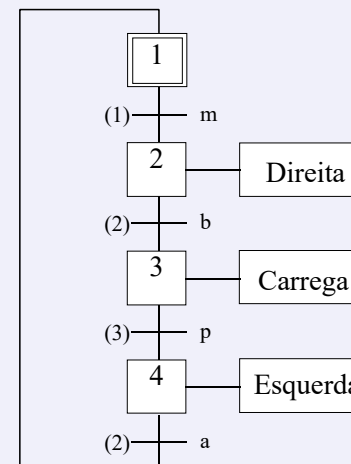 1
(1) m
2 Direita
(2) b
3 Carrega
(3) p
4 Esquerda
(2) a